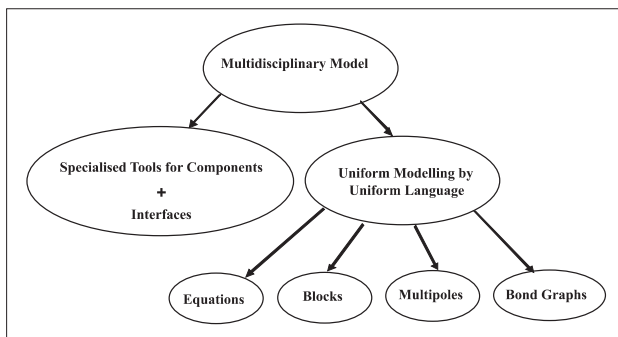 Multidisciplinary Model
Specialised Tools for Components
+
Interfaces
Uniform Modelling by
Uniform Language
Equations
Blocks
Multipoles
Bond Graphs